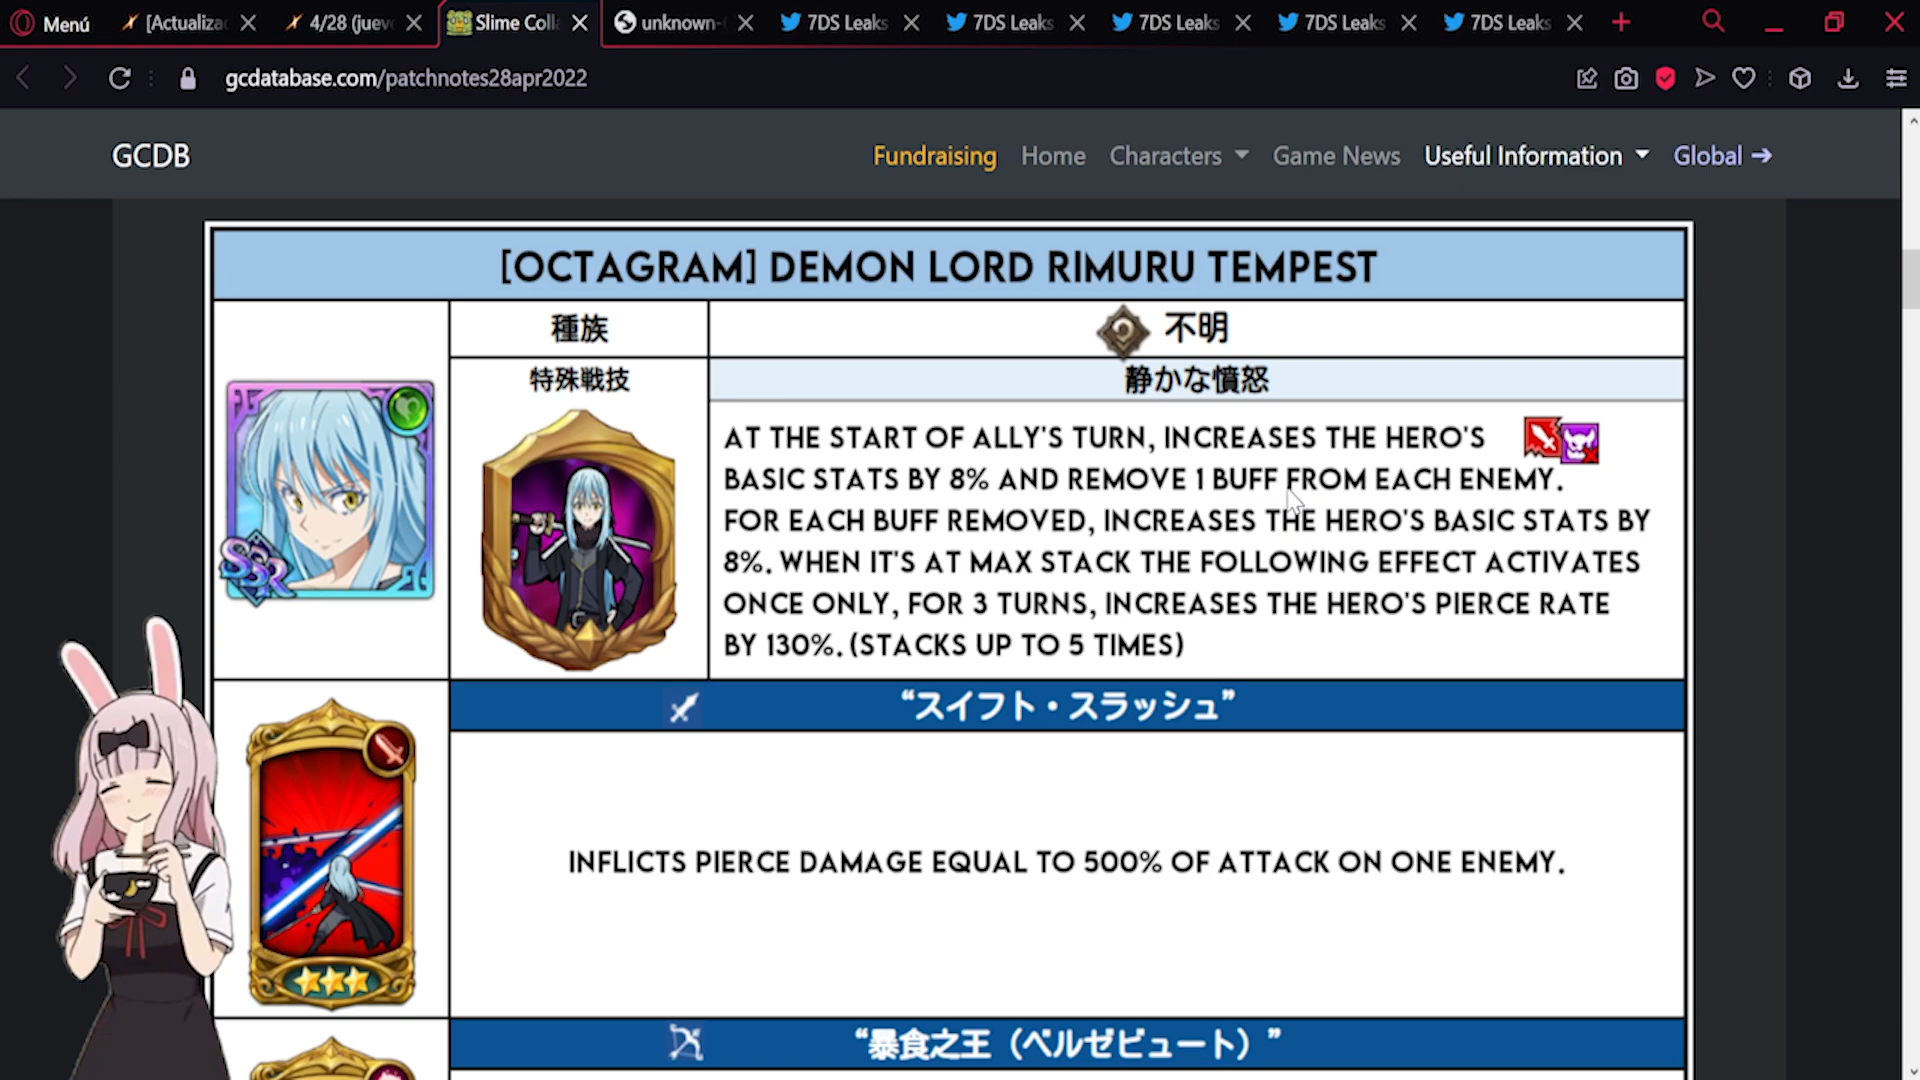 Menú
[Actualiza
4/28 (juev
Slime Coll
unknown-
7DS Leaks
7DS Leaks
7DS Leaks
7DS Leaks
7DS Leaks
gcdatabase.com/patchnotes28apr2022
GCDB
Fundraising
Home
Characters
Game News
Useful Information
Global →
[OCTAGRAM] DEMON LORD RIMURU TEMPEST
種族
不明
特殊戦技
静かな憤怒
SSR
AT THE START OF ALLY'S TURN, INCREASES THE HERO'S
BASIC STATS BY 8% AND REMOVE 1 BUFF FROM EACH ENEMY.
FOR EACH BUFF REMOVED, INCREASES THE HERO'S BASIC STATS BY
8%. WHEN IT'S AT MAX STACK THE FOLLOWING EFFECT ACTIVATES
ONCE ONLY, FOR 3 TURNS, INCREASES THE HERO'S PIERCE RATE
BY 130%. (STACKS UP TO 5 TIMES)
“スイフト・スラッシュ”
INFLICTS PIERCE DAMAGE EQUAL TO 500% OF ATTACK ON ONE ENEMY.
“暴食之王（ベルゼビュート）”